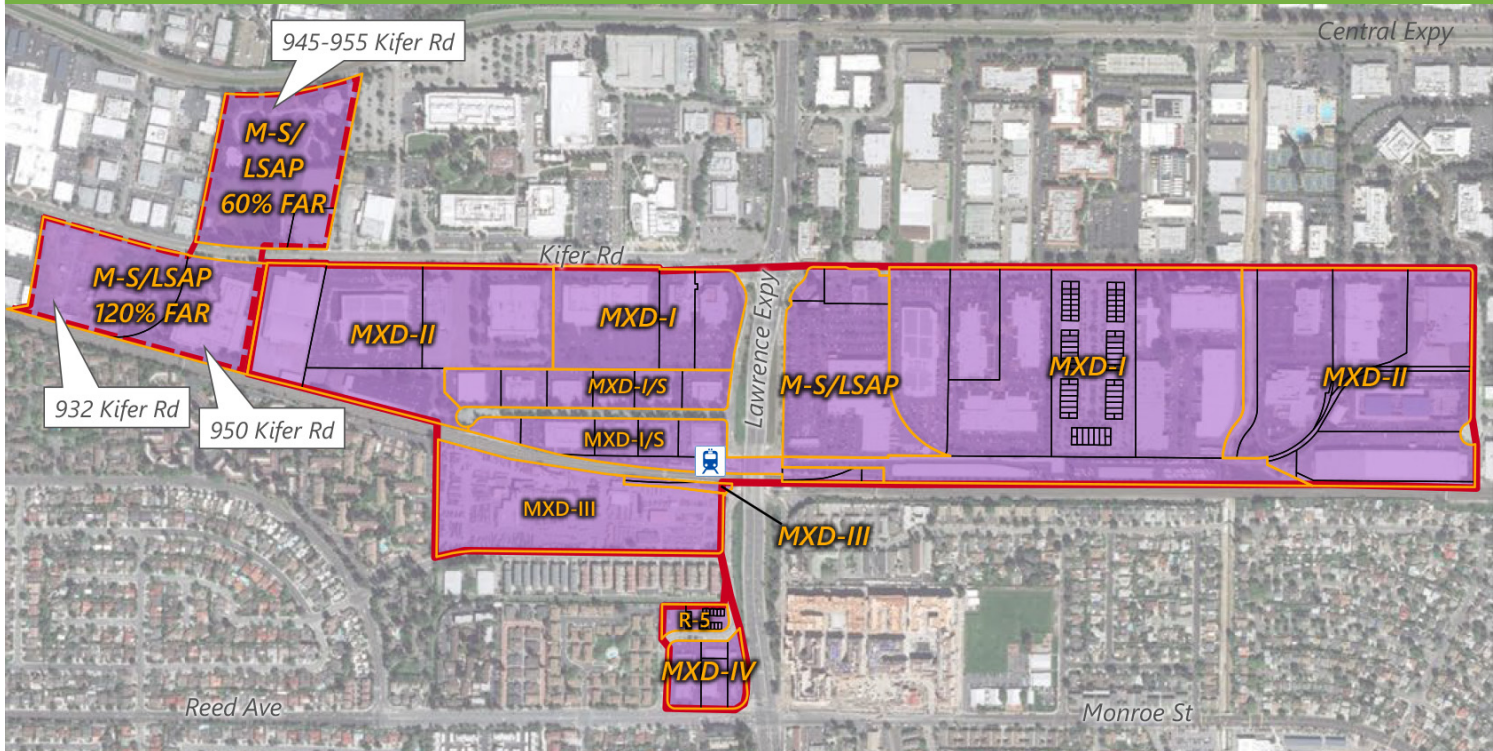 Central Expy
945-955 Kifer Rd
M-S/
LSAP
60% FAR
Kifer Rd
M-S/LSAP
120% FAR
Lawrence Expy
MXD-II
MXD-I
MXD-I/S
M-S/LSAP
MXD-I
MXD-II
932 Kifer Rd
950 Kifer Rd
MXD-I/S
MXD-III
MXD-III
R-5
MXD-IV
Reed Ave
Monroe St